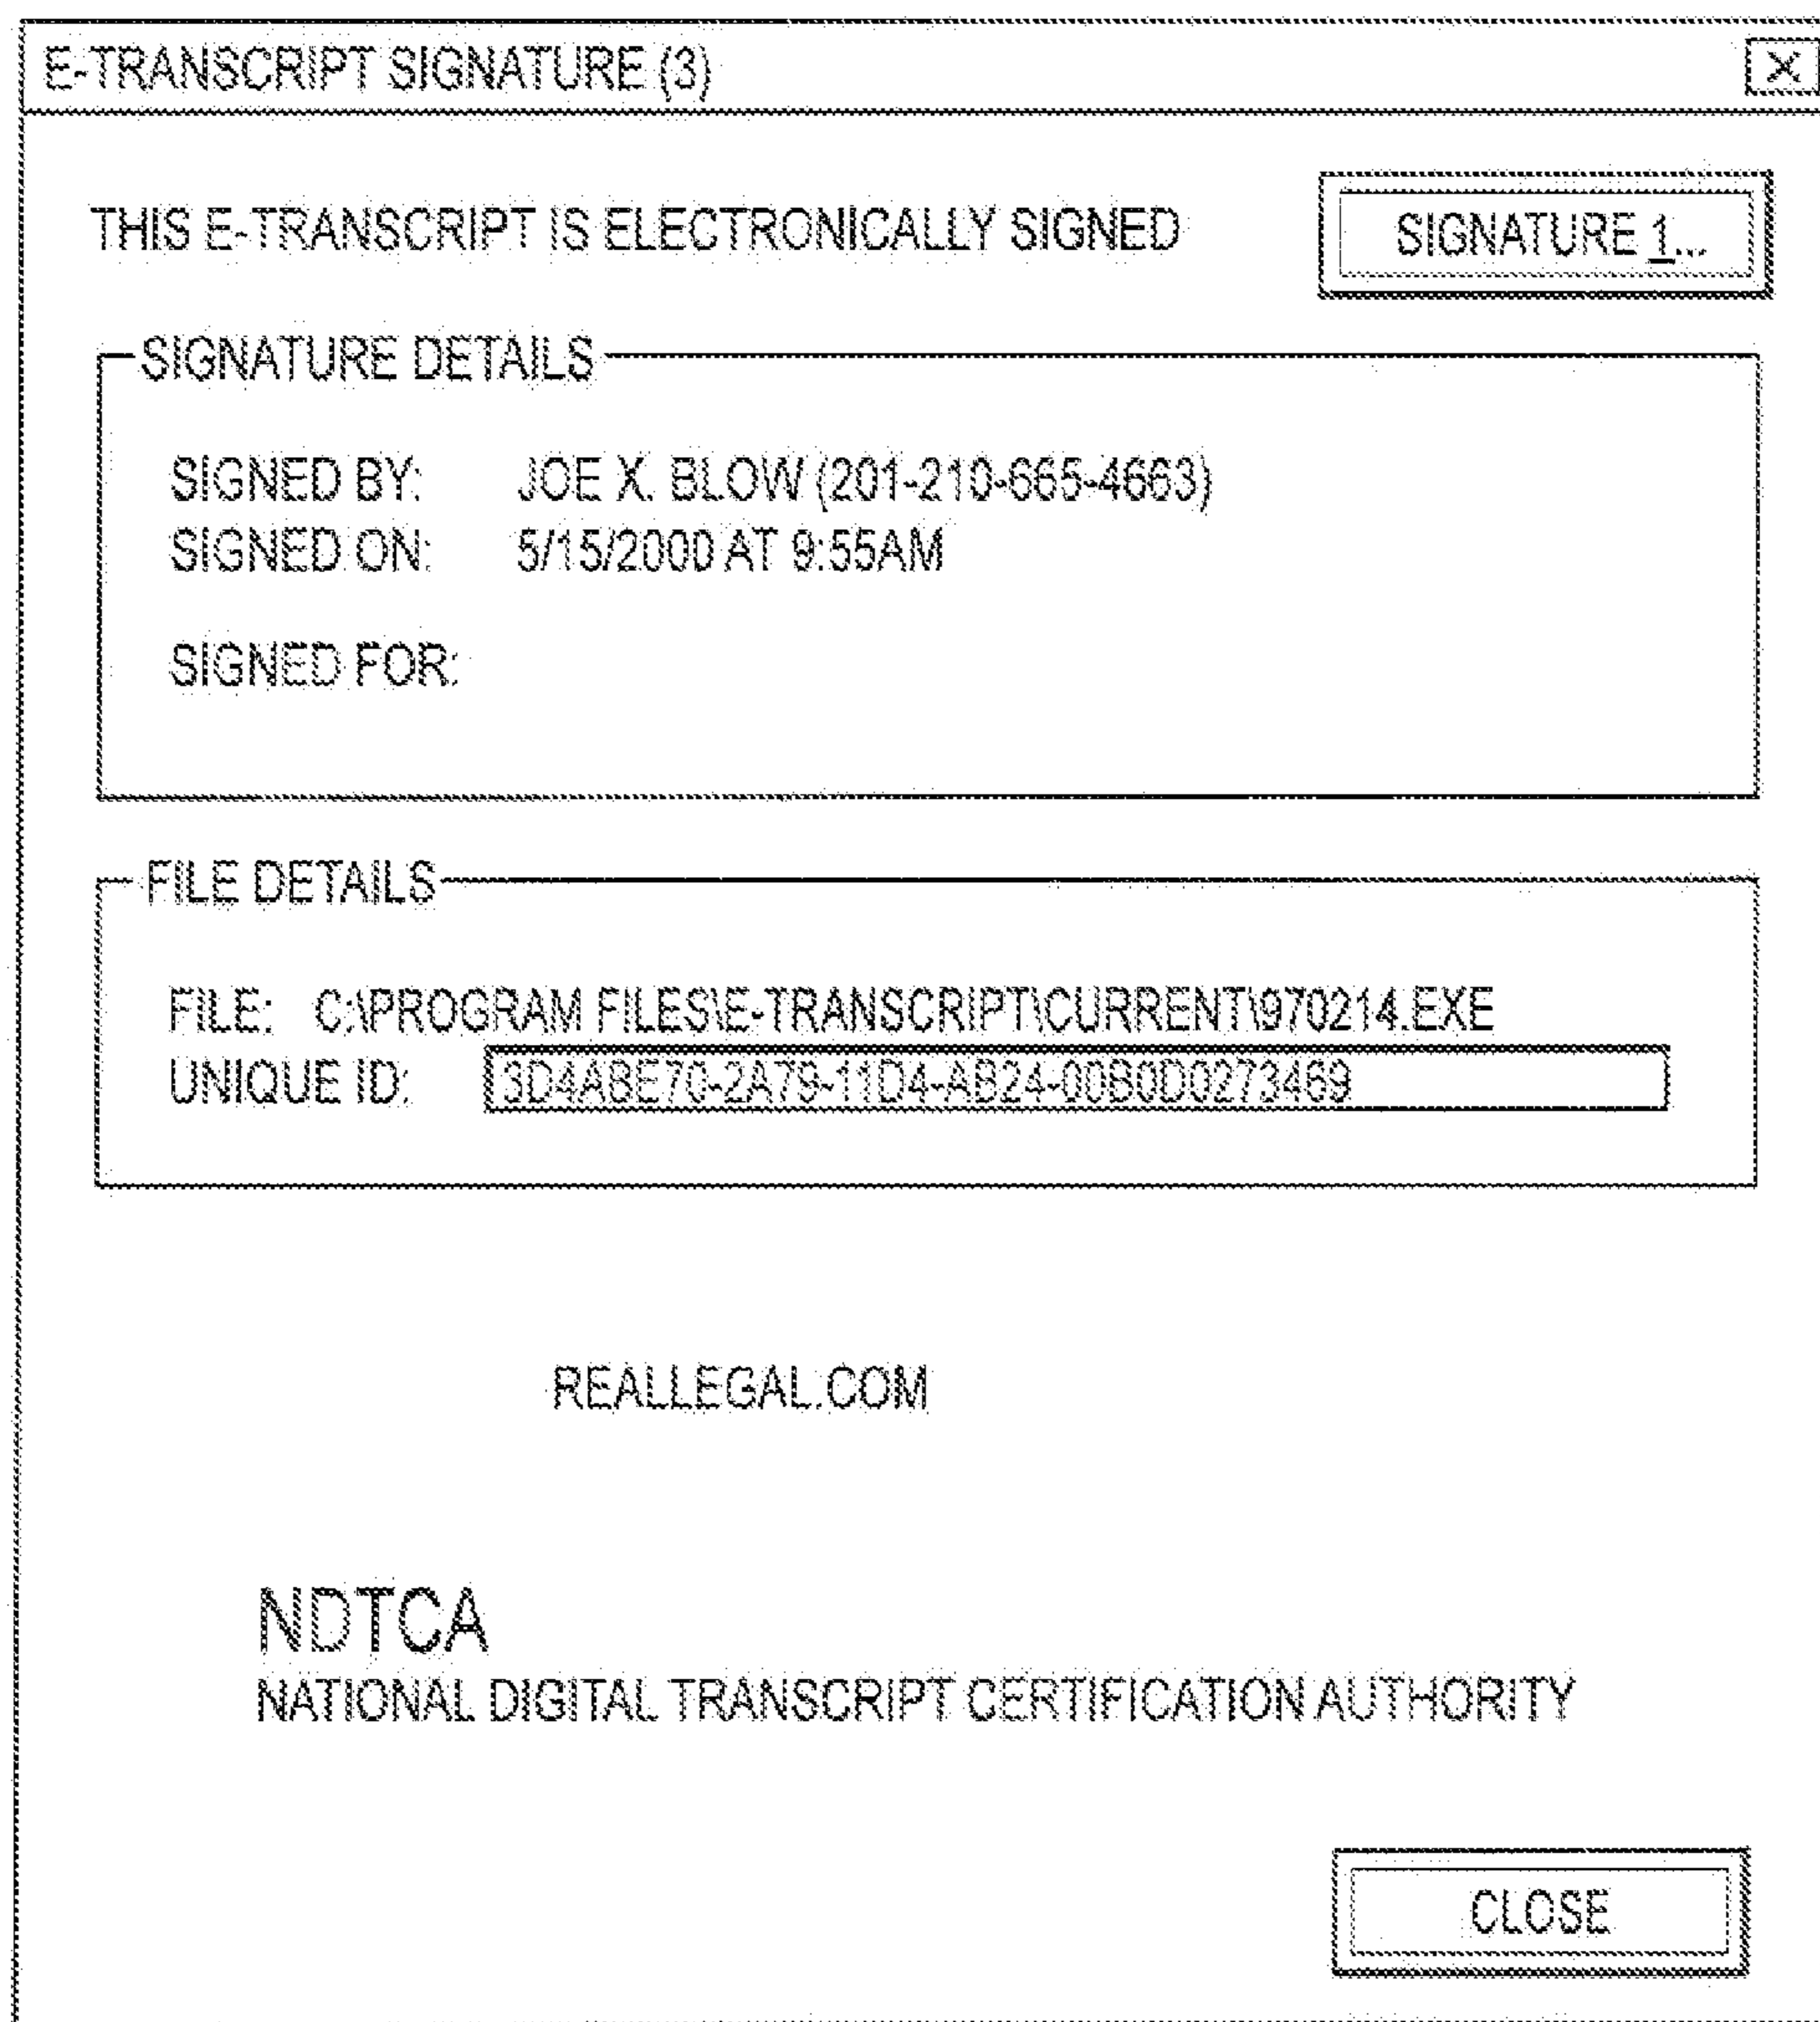 E-TRANSCRIPT SIGNATURE (3) X
THIS E-TRANSCRIPT IS ELECTRONICALLY SIGNED SIGNATURE 1...
SIGNATURE DETAILS
SIGNED BY: JOE X. BLOW (201-210-665-4663)
SIGNED ON: 5/15/2000 AT 9:55AM
SIGNED FOR:
FILE DETAILS
FILE: C:\PROGRAM FILES\E-TRANSCRIPT\CURRENT\970214.EXE
UNIQUE ID: 3D4ABE70-2A79-11D4-AB24-00B0D0273469
REALLEGAL.COM
NDTCA
NATIONAL DIGITAL TRANSCRIPT CERTIFICATION AUTHORITY
CLOSE